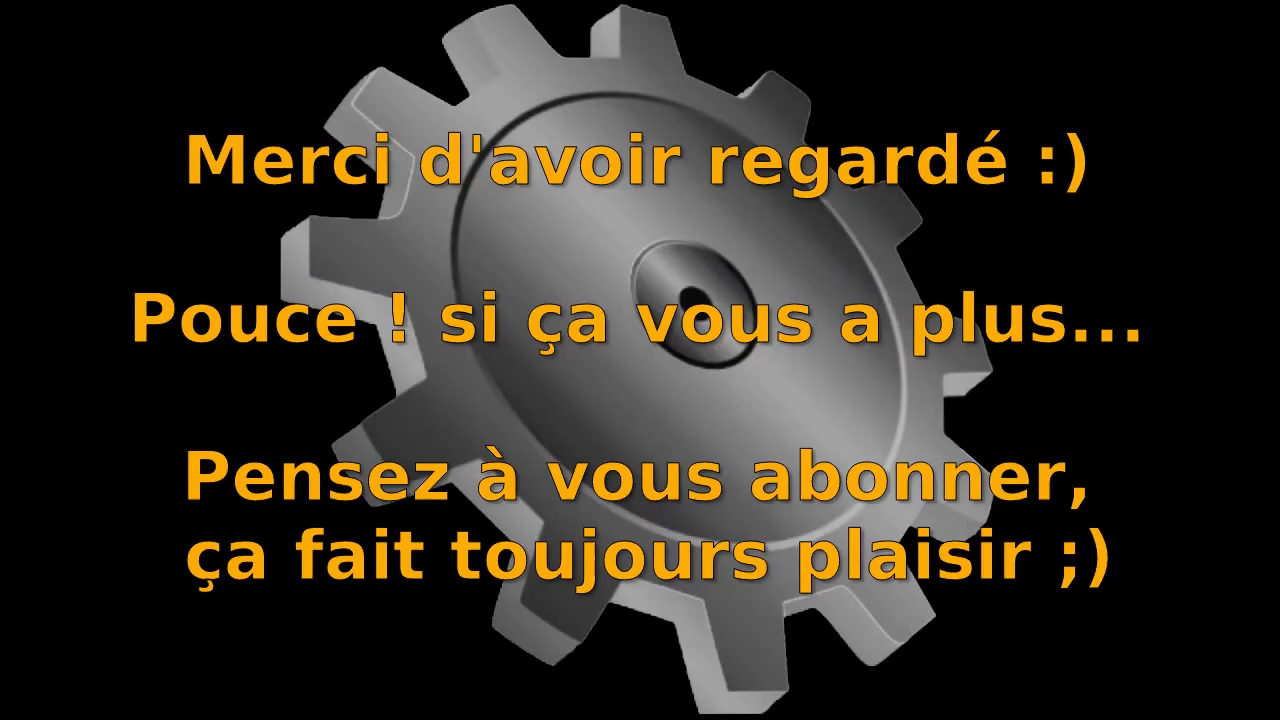 Merci d'avoir regardé :)
Pouce ! si ça vous a plus...
Pensez à vous abonner,
ça fait toujours plaisir ;)